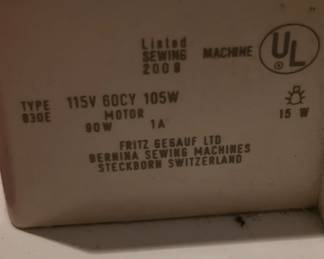 Listed
SEWING MACHINE
2008
UL
TYPE 115V 60CY 105W
830E MOTOR
90W 1A
15 W
FRITZ GEGAUF LTD
BERNINA SEWING MACHINES
STECKBORN SWITZERLAND